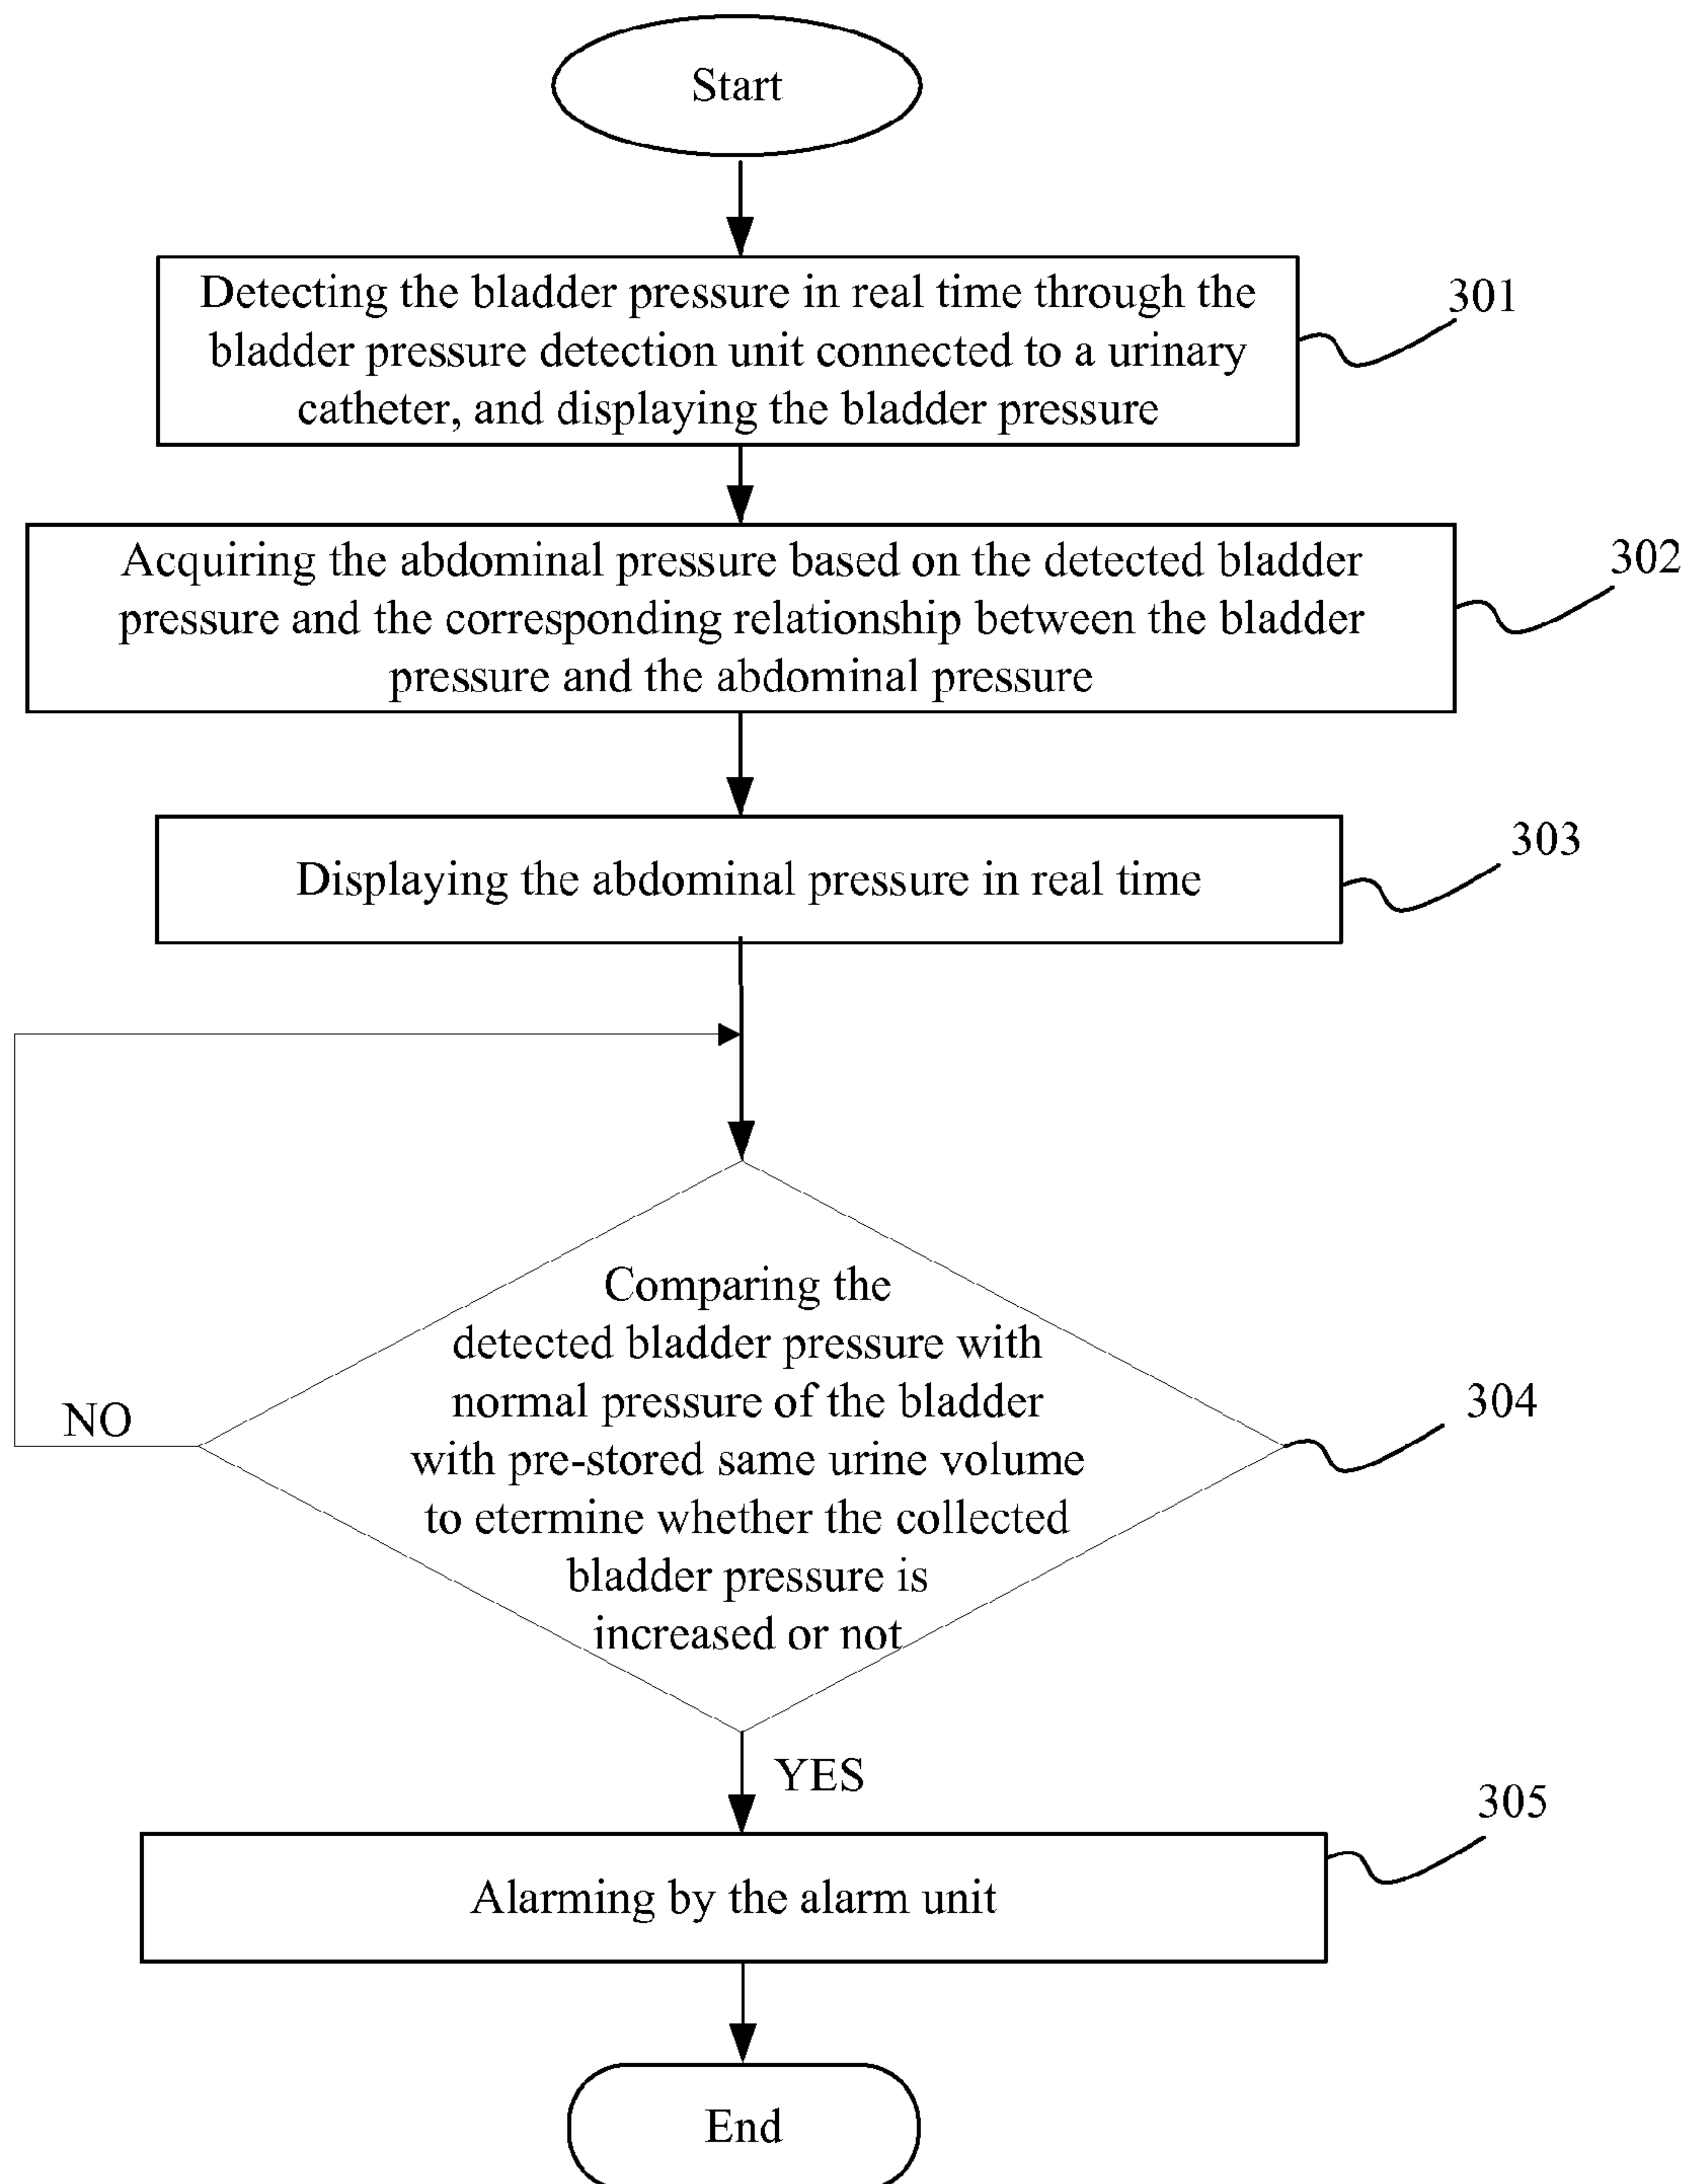 Start
Detecting the bladder pressure in real time through the
bladder pressure detection unit connected to a urinary
catheter, and displaying the bladder pressure
301
Acquiring the abdominal pressure based on the detected bladder
pressure and the corresponding relationship between the bladder
pressure and the abdominal pressure
302
Displaying the abdominal pressure in real time
303
Comparing the
detected bladder pressure with
normal pressure of the bladder
with pre-stored same urine volume
to etermine whether the collected
bladder pressure is
increased or not
NO
304
YES
Alarming by the alarm unit
305
End